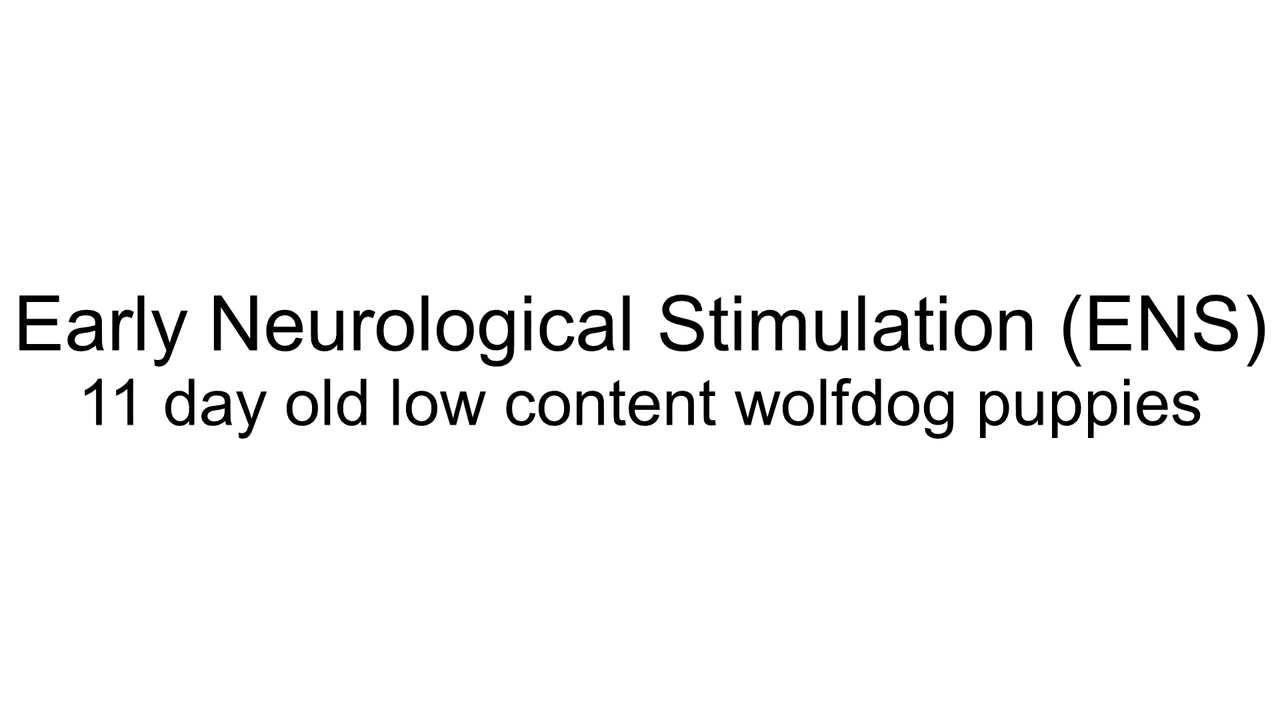 Early Neurological Stimulation (ENS)
11 day old low content wolfdog puppies